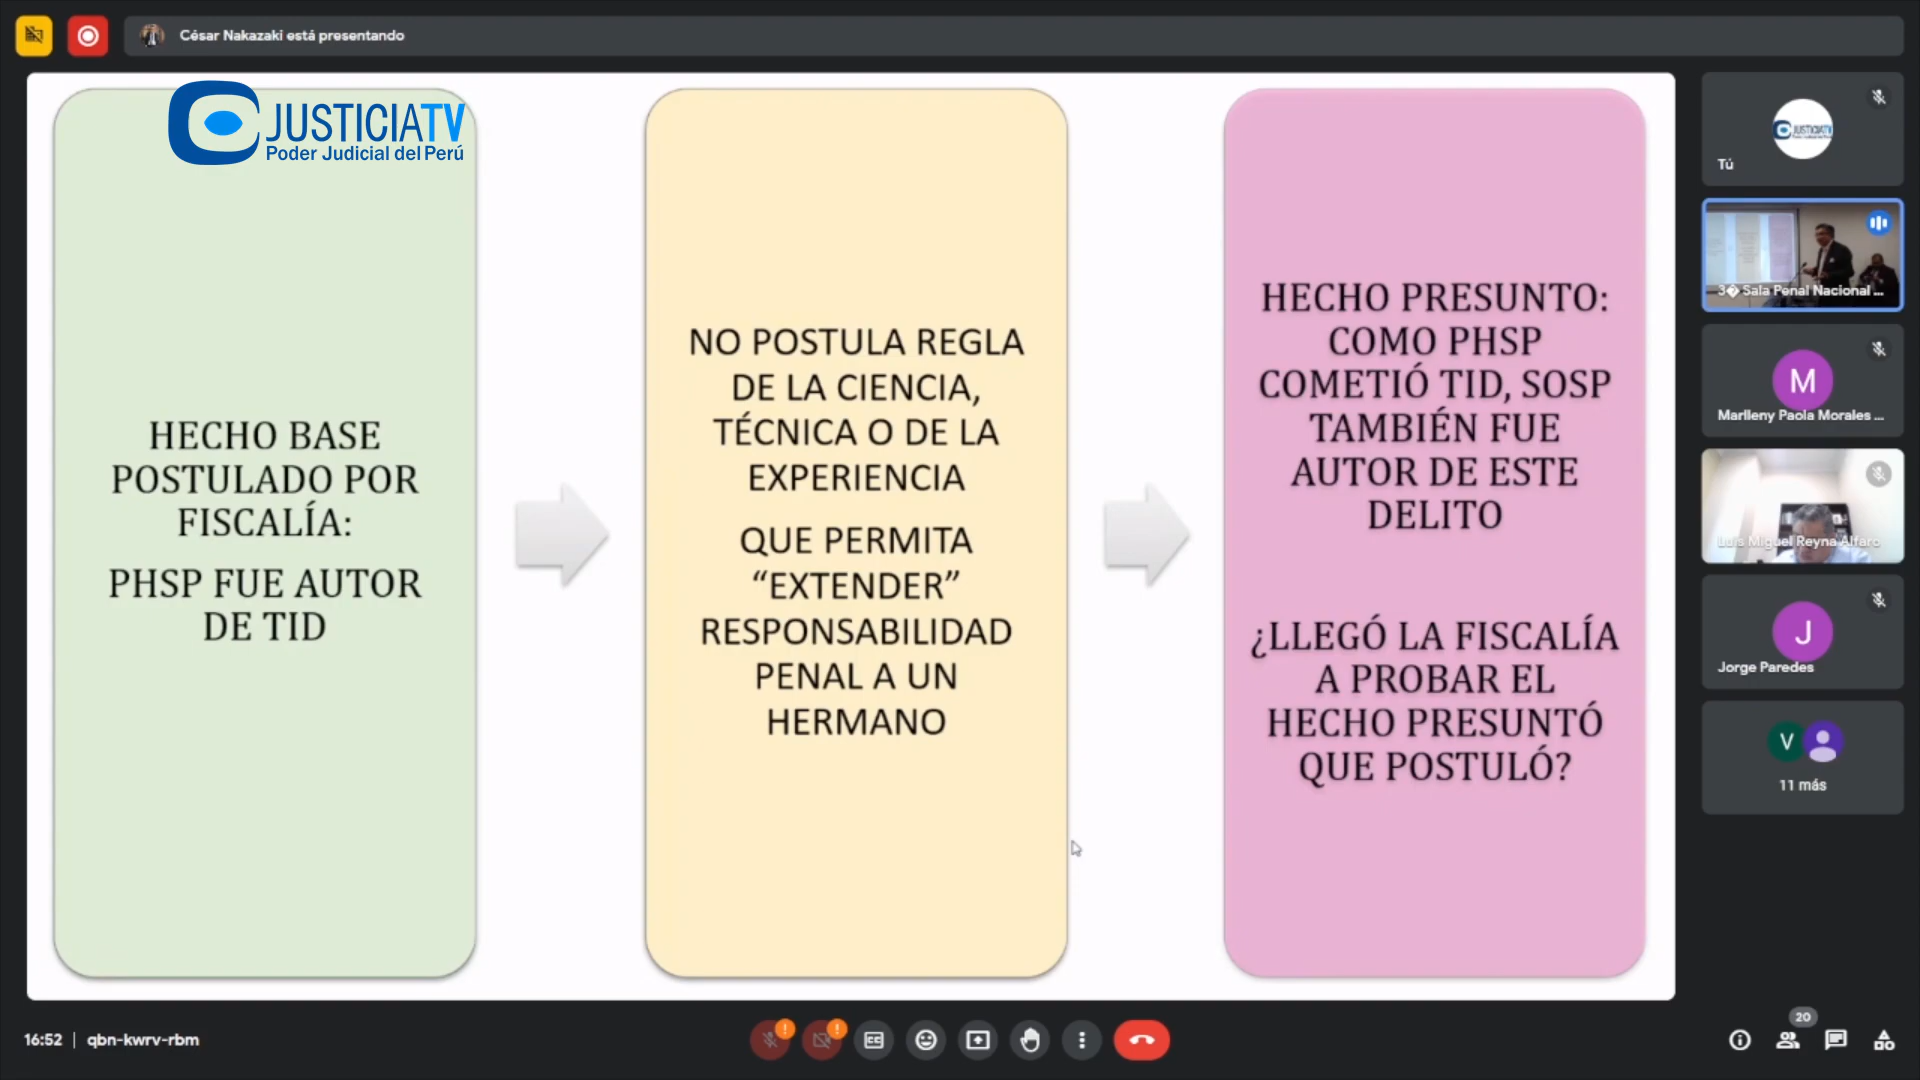 César Nakazaki está presentando
JUSTICIATV
Poder Judicial del Perú
HECHO BASE
POSTULADO POR
FISCALÍA:
PHSP FUE AUTOR
DE TID
NO POSTULA REGLA
DE LA CIENCIA,
TÉCNICA O DE LA
EXPERIENCIA
QUE PERMITA
“EXTENDER”
RESPONSABILIDAD
PENAL A UN
HERMANO
HECHO PRESUNTO:
COMO PHSP
COMETIÓ TID, SOSP
TAMBIÉN FUE
AUTOR DE ESTE
DELITO
¿LLEGÓ LA FISCALÍA
A PROBAR EL
HECHO PRESUNTÓ
QUE POSTULÓ?
JUSTICIATV
Tú
3� Sala Penal Nacional ...
M
Marlleny Paola Morales ...
Luis Miguel Reyna Alfaro
J
Jorge Paredes
V
11 más
16:52 | qbn-kwrv-rbm
20